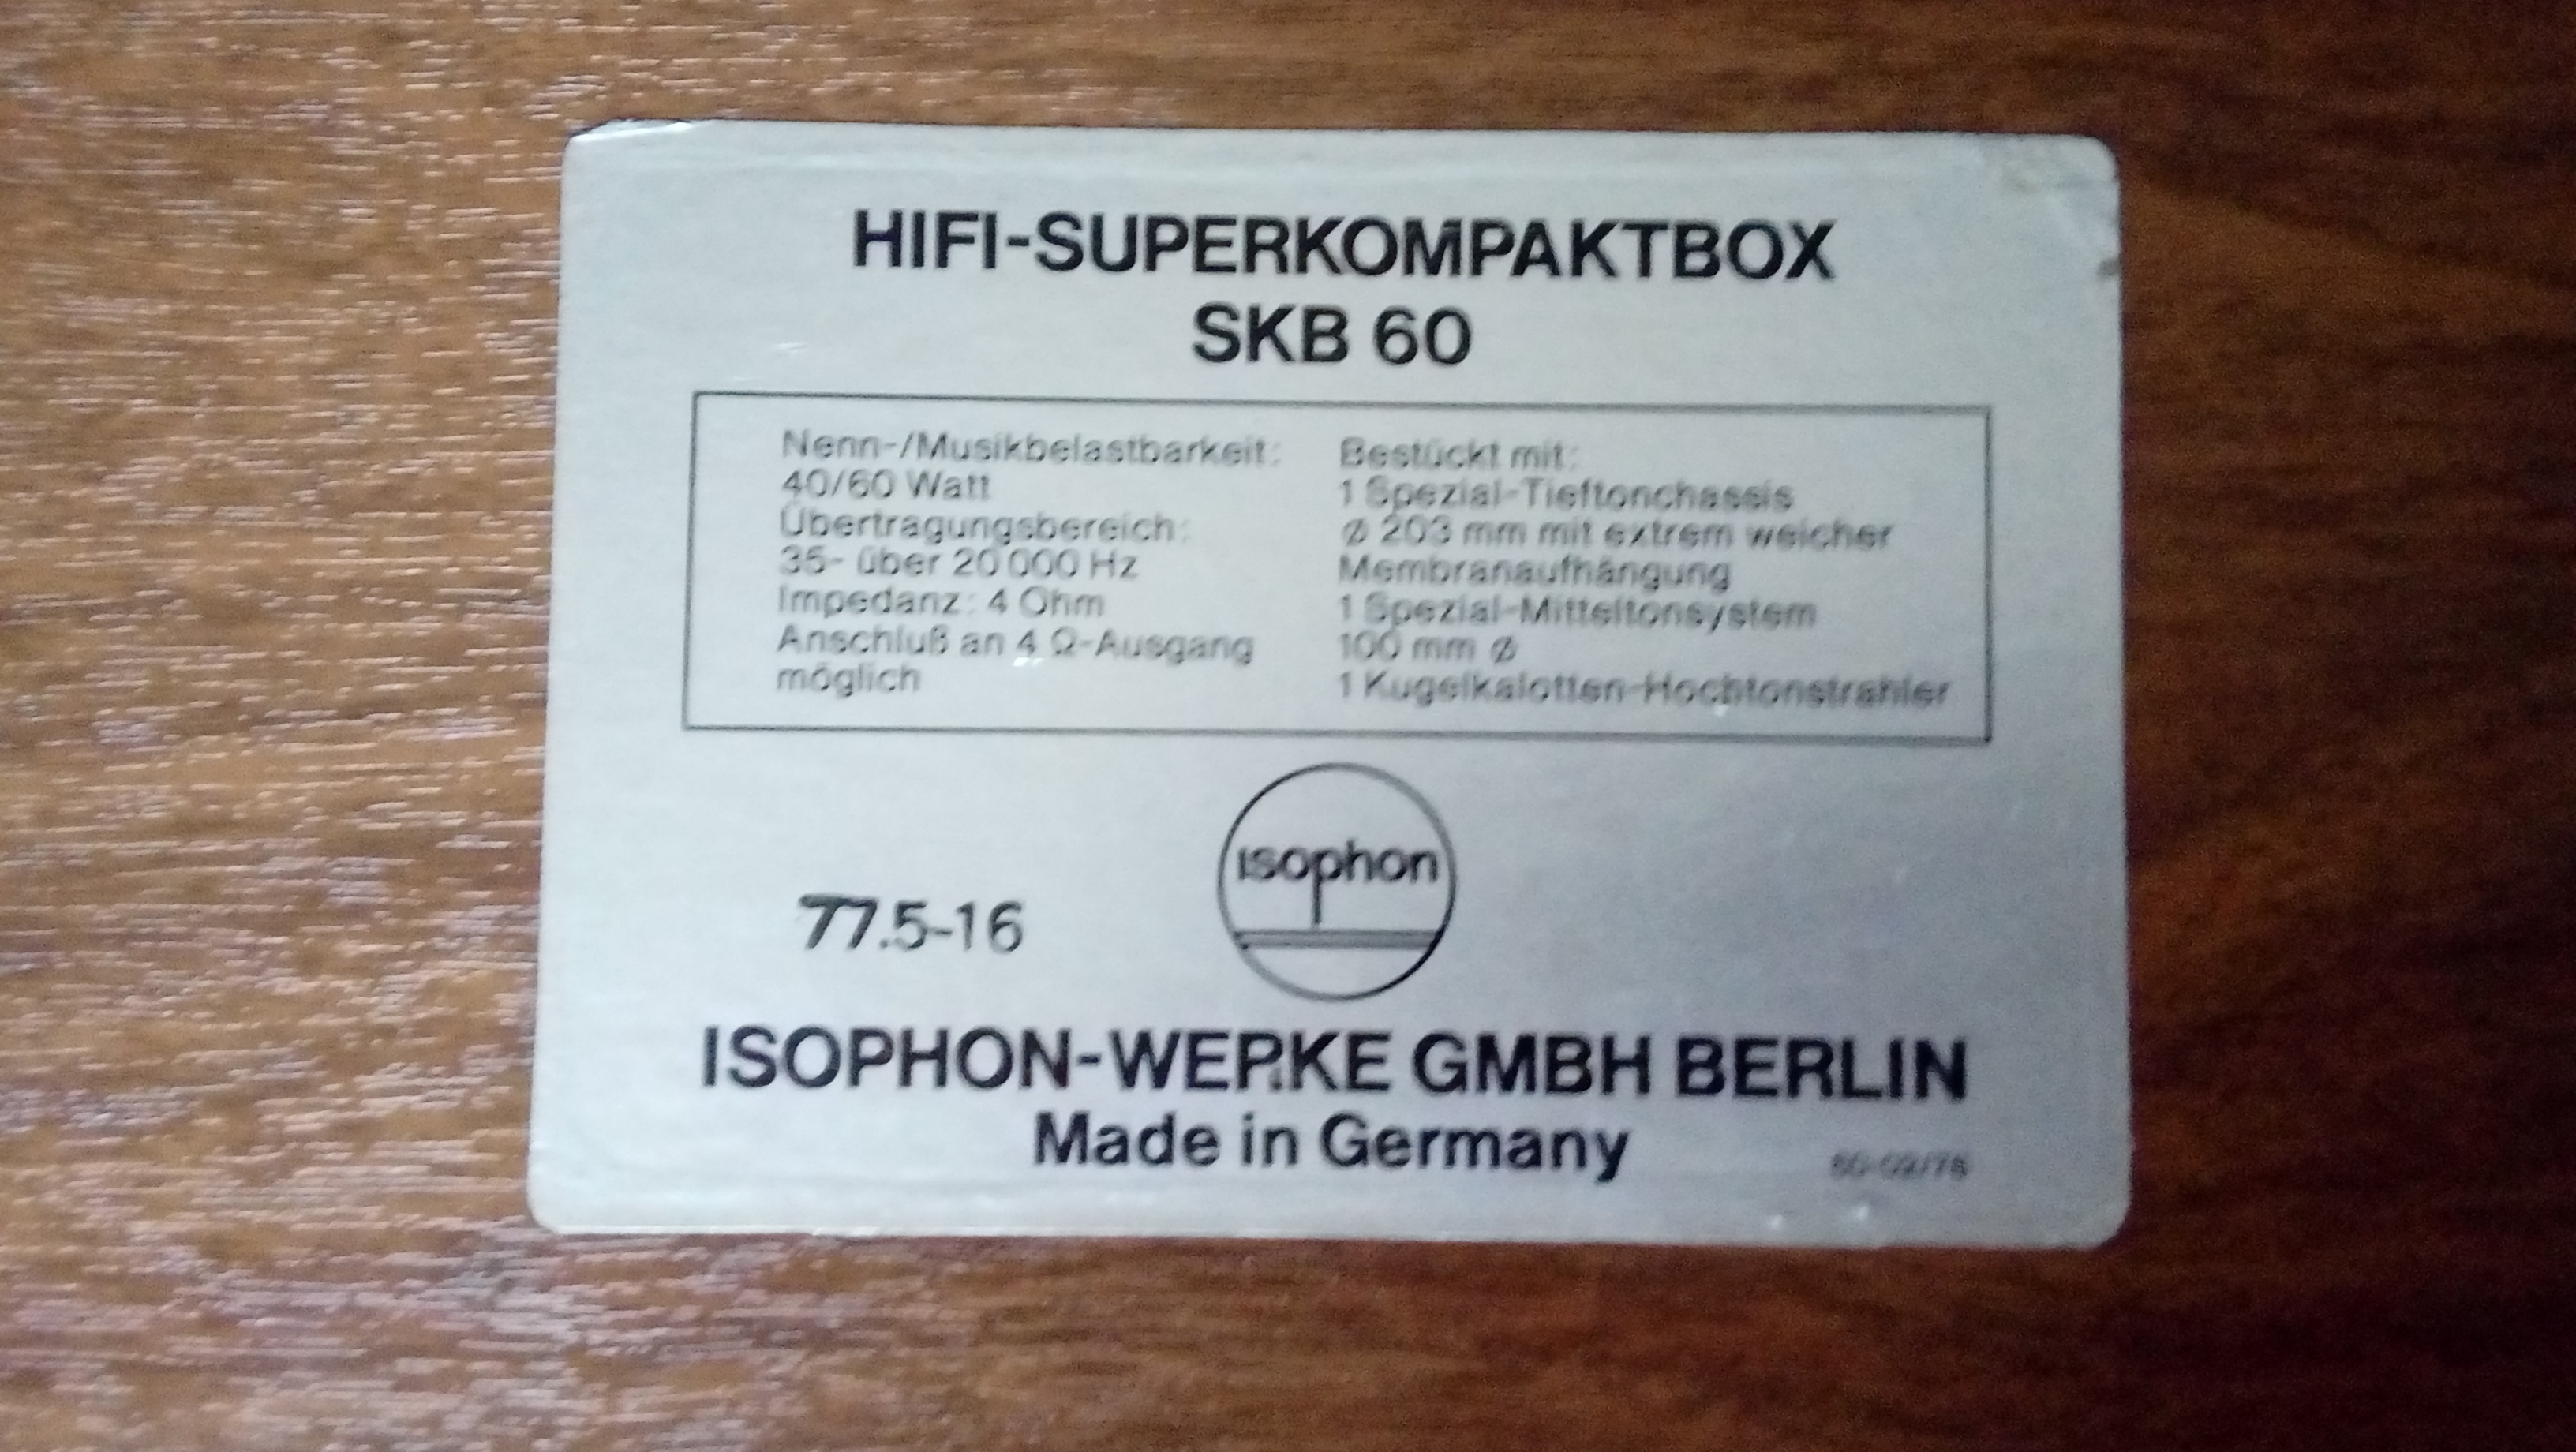 HIFI-SUPERKOMPAKTBOX
SKB 60
Nenn-/Musikbelastbarkeit:
40/60 Watt
Übertragungsbereich:
35- über 20 000 Hz
Impedanz: 4 Ohm
Anschluß an 4 Ω-Ausgang
möglich
Bestückt mit:
1 Spezial-Tieftonchassis
Ø 203 mm mit extrem weicher
Membranaufhängung
1 Spezial-Mitteltonsystem
100 mm Ø
1 Kugelkalotten-Hochtonstrahler
isophon
77.5-16
ISOPHON-WERKE GMBH BERLIN
Made in Germany